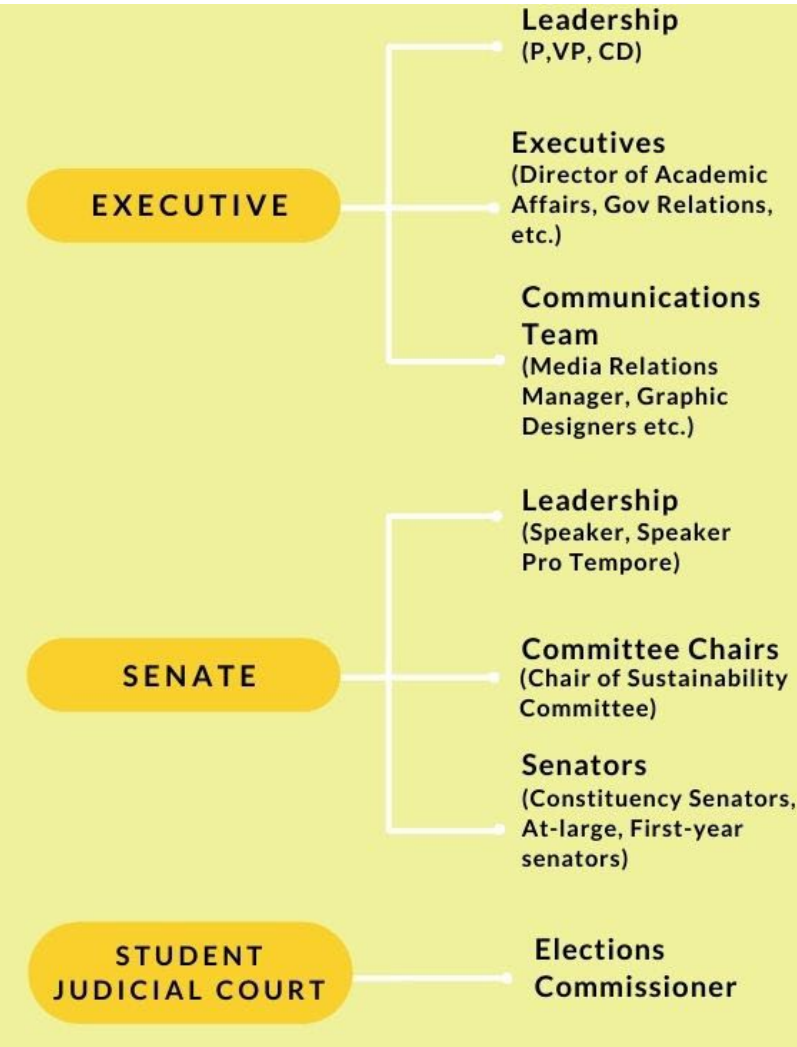 EXECUTIVE
Leadership
(P,VP, CD)
Executives
(Director of Academic
Affairs, Gov Relations,
etc.)
Communications
Team
(Media Relations
Manager, Graphic
Designers etc.)
SENATE
Leadership
(Speaker, Speaker
Pro Tempore)
Committee Chairs
(Chair of Sustainability
Committee)
Senators
(Constituency Senators,
At-large, First-year
senators)
STUDENT
JUDICIAL COURT
Elections
Commissioner